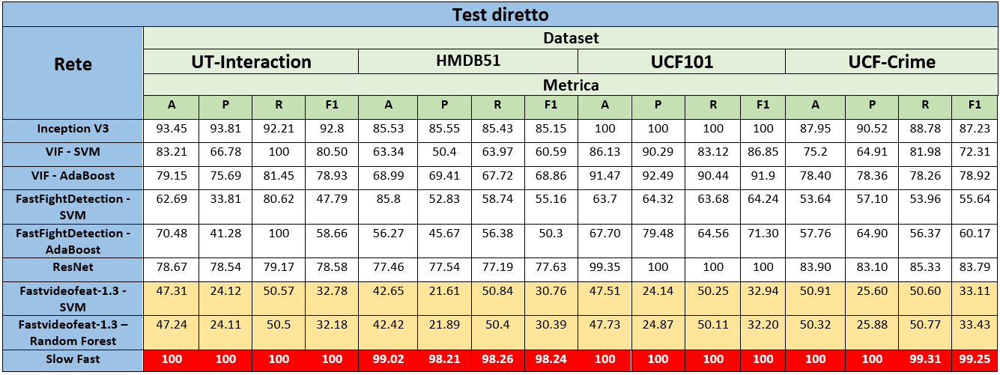 Test diretto
Rete
Dataset
UT-Interaction HMDB51 UCF101 UCF-Crime
Metrica
A P R F1 A P R F1 A P R F1 A P R F1
Inception V3 93.45 93.81 92.21 92.8 85.53 85.55 85.43 85.15 100 100 100 100 87.95 90.52 88.78 87.23
VIF - SVM 83.21 66.78 100 80.50 63.34 50.4 63.97 60.59 86.13 90.29 83.12 86.85 75.2 64.91 81.98 72.31
VIF - AdaBoost 79.15 75.69 81.45 78.93 68.99 69.41 67.72 68.86 91.47 92.49 90.44 91.9 78.40 78.36 78.26 78.92
FastFightDetection -
SVM 62.69 33.81 80.62 47.79 85.8 52.83 58.74 55.16 63.7 64.32 63.68 64.24 53.64 57.10 53.96 55.64
FastFightDetection -
AdaBoost 70.48 41.28 100 58.66 56.27 45.67 56.38 50.3 67.70 79.48 64.56 71.30 57.76 64.90 56.37 60.17
ResNet 78.67 78.54 79.17 78.58 77.46 77.54 77.19 77.63 99.35 100 100 100 83.90 83.10 85.33 83.79
Fastvideofeat-1.3 -
SVM 47.31 24.12 50.57 32.78 42.65 21.61 50.84 30.76 47.51 24.14 50.25 32.94 50.91 25.60 50.60 33.11
Fastvideofeat-1.3 –
Random Forest 47.24 24.11 50.5 32.18 42.42 21.89 50.4 30.39 47.73 24.87 50.11 32.20 50.32 25.88 50.77 33.43
Slow Fast 100 100 100 100 99.02 98.21 98.26 98.24 100 100 100 100 100 100 99.31 99.25